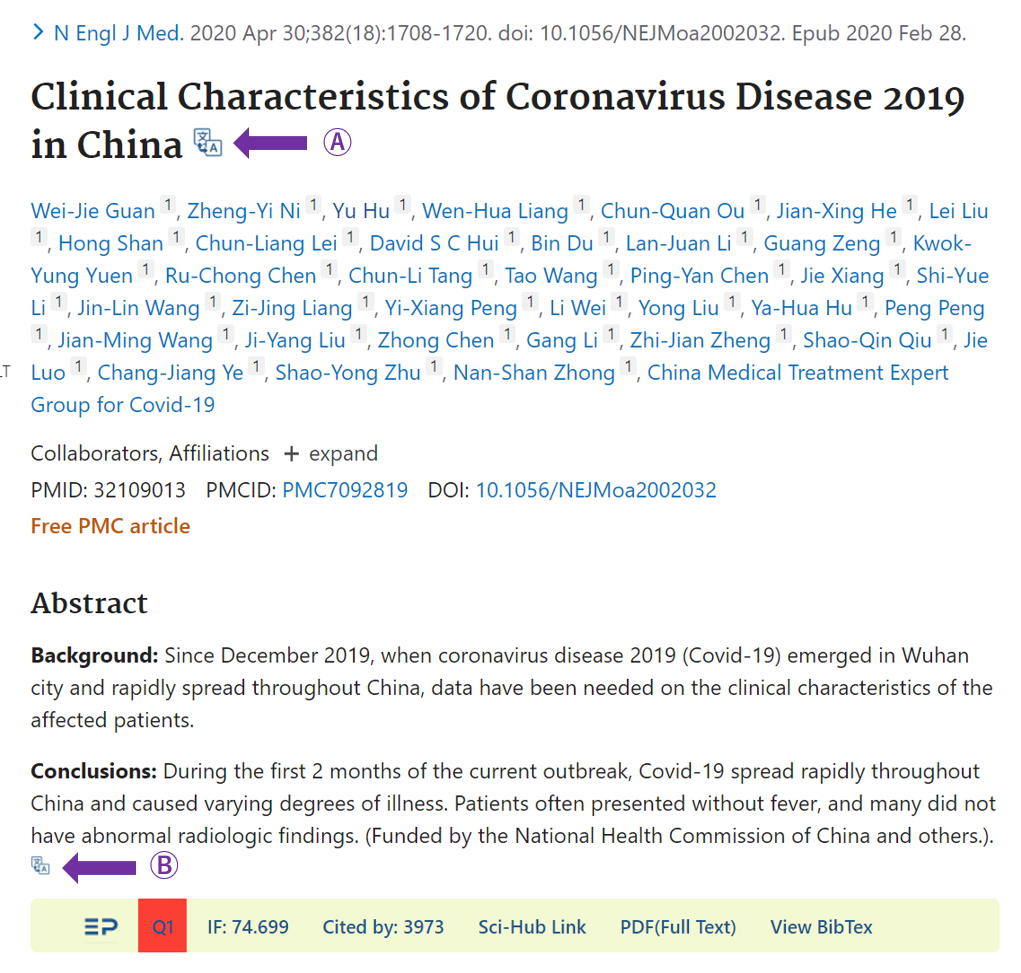 > N Engl J Med. 2020 Apr 30;382(18):1708-1720. doi: 10.1056/NEJMoa2002032. Epub 2020 Feb 28.
Clinical Characteristics of Coronavirus Disease 2019
in China 文A Ⓐ
Wei-Jie Guan 1, Zheng-Yi Ni 1, Yu Hu 1, Wen-Hua Liang 1, Chun-Quan Ou 1, Jian-Xing He 1, Lei Liu
1, Hong Shan 1, Chun-Liang Lei 1, David S C Hui 1, Bin Du 1, Lan-Juan Li 1, Guang Zeng 1, Kwok-
Yung Yuen 1, Ru-Chong Chen 1, Chun-Li Tang 1, Tao Wang 1, Ping-Yan Chen 1, Jie Xiang 1, Shi-Yue
Li 1, Jin-Lin Wang 1, Zi-Jing Liang 1, Yi-Xiang Peng 1, Li Wei 1, Yong Liu 1, Ya-Hua Hu 1, Peng Peng
1, Jian-Ming Wang 1, Ji-Yang Liu 1, Zhong Chen 1, Gang Li 1, Zhi-Jian Zheng 1, Shao-Qin Qiu 1, Jie
LT
Luo 1, Chang-Jiang Ye 1, Shao-Yong Zhu 1, Nan-Shan Zhong 1, China Medical Treatment Expert
Group for Covid-19
Collaborators, Affiliations + expand
PMID: 32109013 PMCID: PMC7092819 DOI: 10.1056/NEJMoa2002032
Free PMC article
Abstract
Background: Since December 2019, when coronavirus disease 2019 (Covid-19) emerged in Wuhan
city and rapidly spread throughout China, data have been needed on the clinical characteristics of the
affected patients.
Conclusions: During the first 2 months of the current outbreak, Covid-19 spread rapidly throughout
China and caused varying degrees of illness. Patients often presented without fever, and many did not
have abnormal radiologic findings. (Funded by the National Health Commission of China and others.).
文A Ⓑ
EP Q1 IF: 74.699 Cited by: 3973 Sci-Hub Link PDF(Full Text) View BibTex